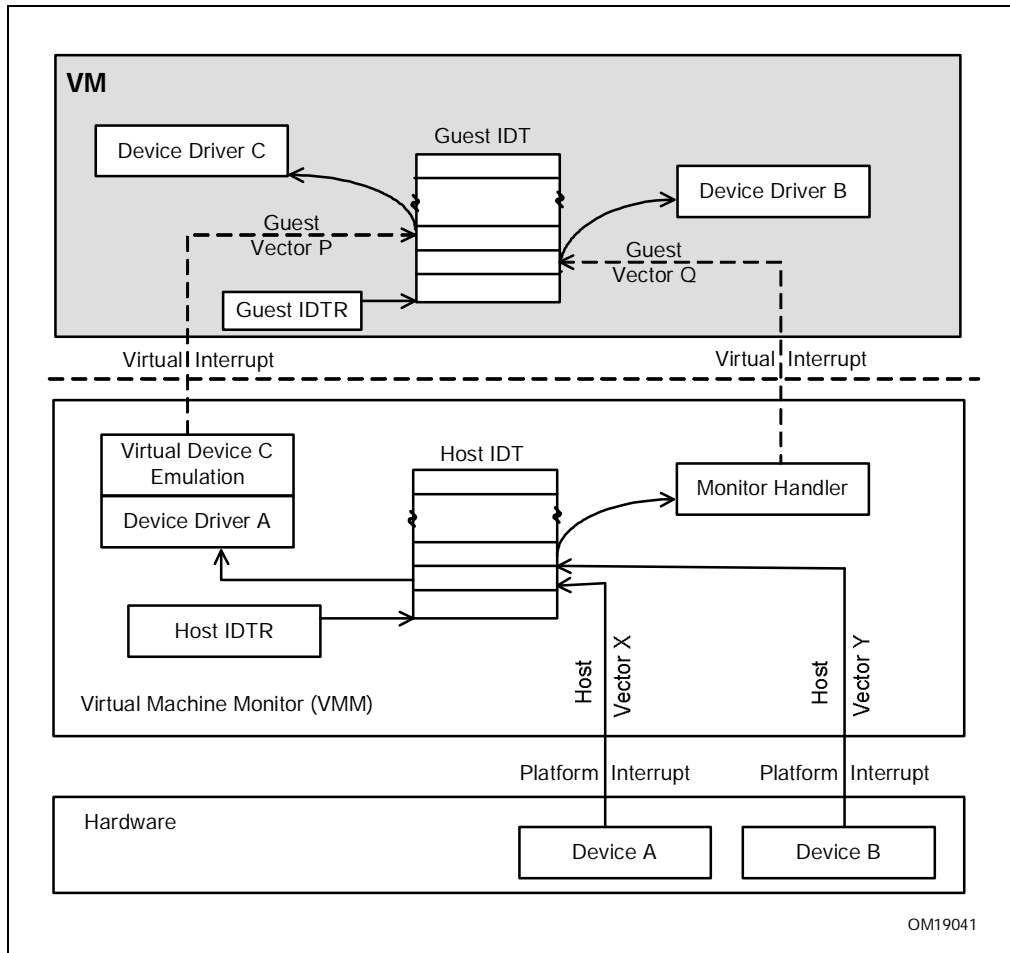 VM
Guest IDT
Device Driver C
Device Driver B
Guest
Vector P
Guest
Vector Q
Guest IDTR
Virtual Interrupt
Virtual Interrupt
Virtual Device C
Emulation
Device Driver A
Host IDT
Monitor Handler
Host IDTR
Host
Vector X
Host
Vector Y
Virtual Machine Monitor (VMM)
Platform Interrupt
Platform Interrupt
Hardware
Device A
Device B
OM19041